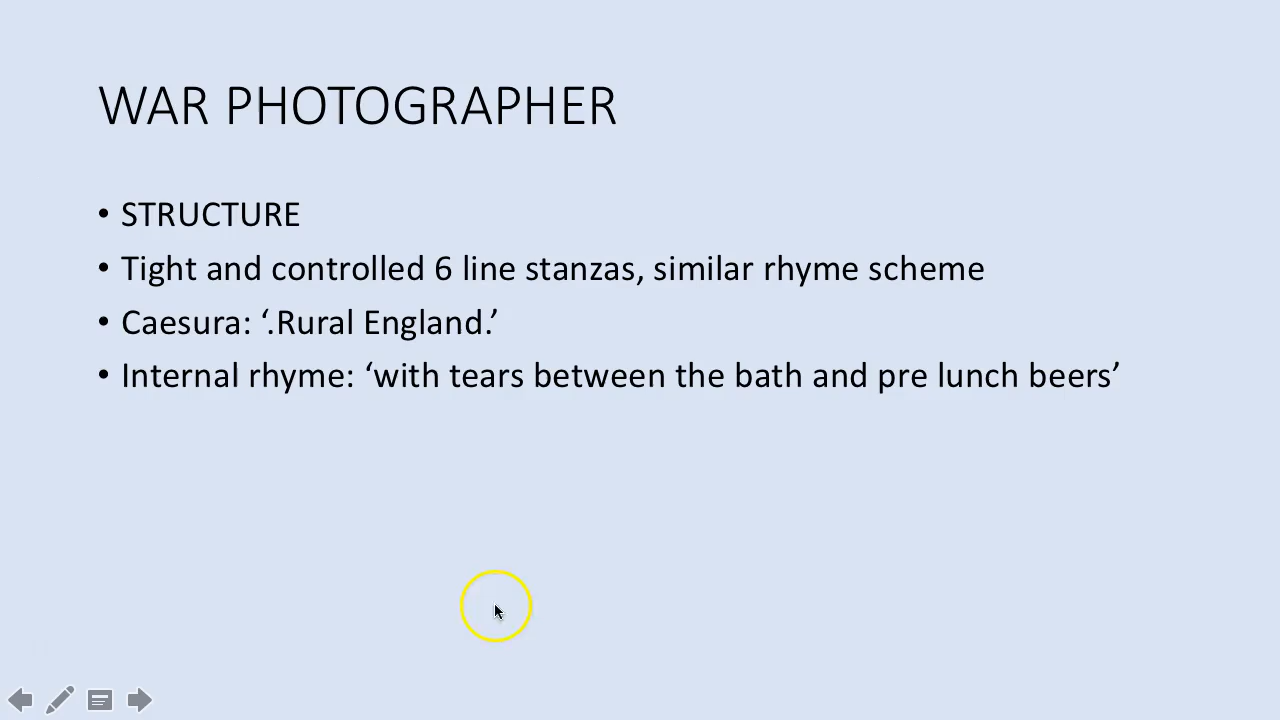 WAR PHOTOGRAPHER
• STRUCTURE
• Tight and controlled 6 line stanzas, similar rhyme scheme
• Caesura: ‘.Rural England.’
• Internal rhyme: ‘with tears between the bath and pre lunch beers’